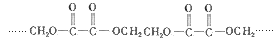 O O O O
‖ ‖ ‖ ‖
······CH₂O—C—C—OCH₂CH₂O—C—C—OCH₂······